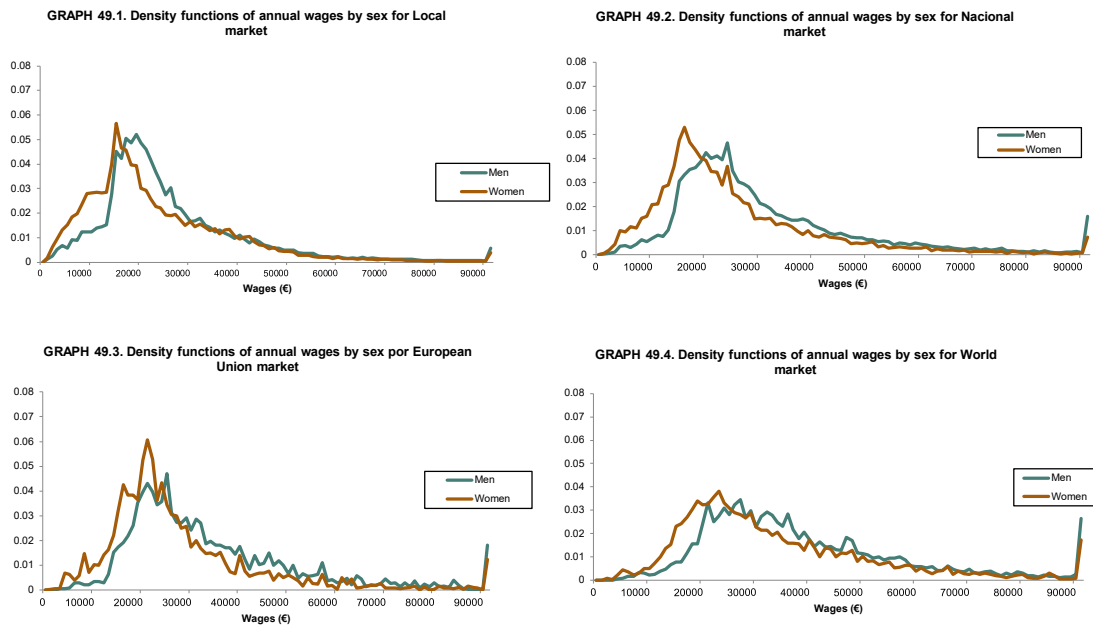 GRAPH 49.1. Density functions of annual wages by sex for Local
market
0.08
0.07
0.06
0.05
0.04
0.03
0.02
0.01
0
0 10000 20000 30000 40000 50000 60000 70000 80000 90000
Wages (€)
Men
Women
GRAPH 49.2. Density functions of annual wages by sex for Nacional
market
0.08
0.07
0.06
0.05
0.04
0.03
0.02
0.01
0
0 10000 20000 30000 40000 50000 60000 70000 80000 90000
Wages (€)
Men
Women
GRAPH 49.3. Density functions of annual wages by sex por European
Union market
0.08
0.07
0.06
0.05
0.04
0.03
0.02
0.01
0
0 10000 20000 30000 40000 50000 60000 70000 80000 90000
Wages (€)
Men
Women
GRAPH 49.4. Density functions of annual wages by sex for World
market
0.08
0.07
0.06
0.05
0.04
0.03
0.02
0.01
0
0 10000 20000 30000 40000 50000 60000 70000 80000 90000
Wages (€)
Men
Women